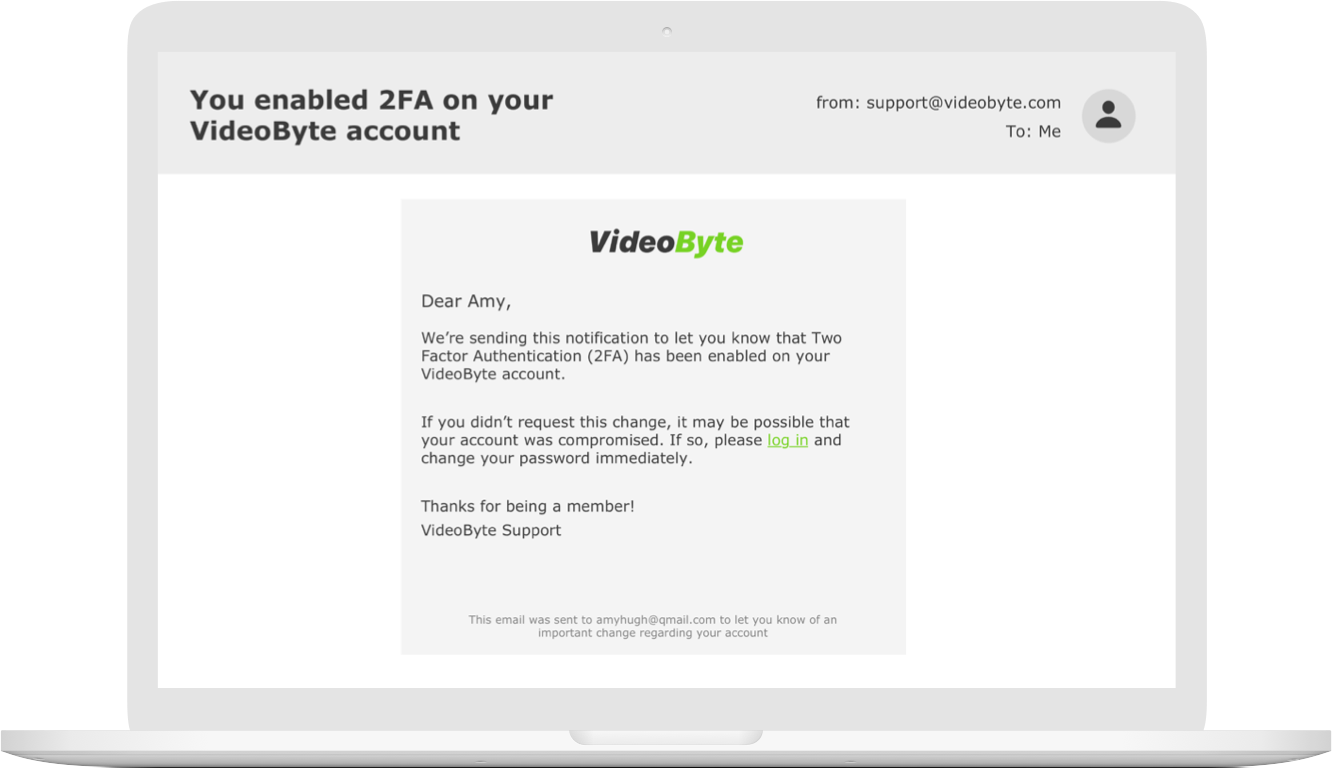 You enabled 2FA on your
VideoByte account
from: support@videobyte.com
To: Me
VideoByte
Dear Amy,
We’re sending this notification to let you know that Two
Factor Authentication (2FA) has been enabled on your
VideoByte account.
If you didn’t request this change, it may be possible that
your account was compromised. If so, please log in and
change your password immediately.
Thanks for being a member!
VideoByte Support
This email was sent to amyhugh@qmail.com to let you know of an
important change regarding your account